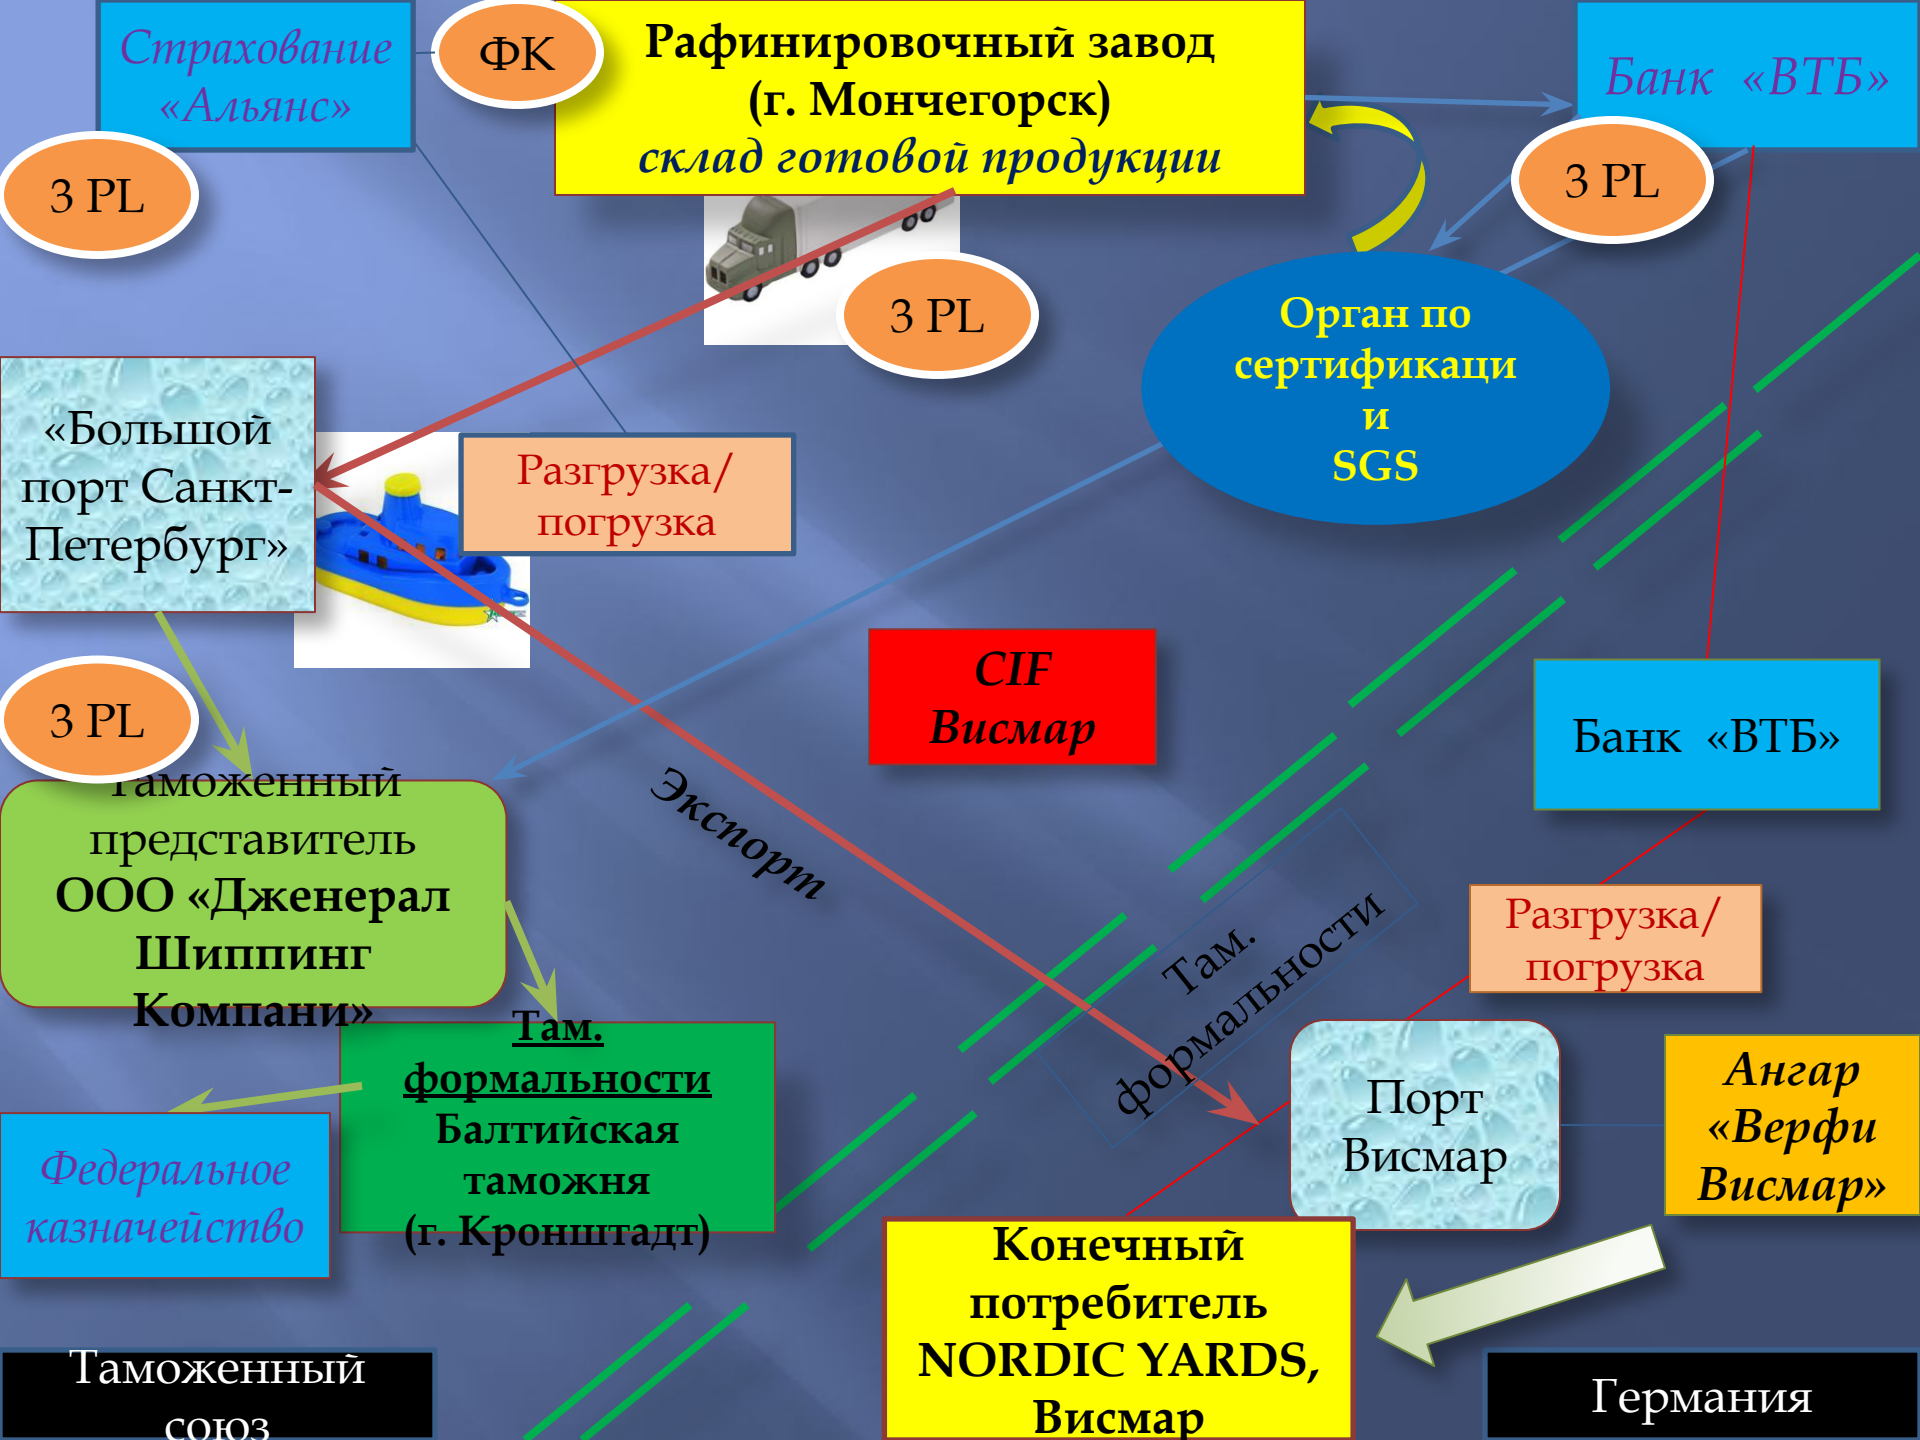 Страхование
«Альянс»
ФК
Рафинировочный завод
(г. Мончегорск)
склад готовой продукции
Банк «ВТБ»
3 PL
3 PL
3 PL
Орган по
сертификаци
и
SGS
«Большой
порт Санкт-
Петербург»
Разгрузка/
погрузка
CIF
Висмар
Банк «ВТБ»
3 PL
Таможенный
представитель
ООО «Дженерал
Шиппинг
Компани»
Экспорт
Там.
формальности
Разгрузка/
погрузка
Там.
формальности
Балтийская
таможня
(г. Кронштадт)
Порт
Висмар
Ангар
«Верфи
Висмар»
Федеральное
казначейство
Конечный
потребитель
NORDIC YARDS,
Висмар
Таможенный
союз
Германия